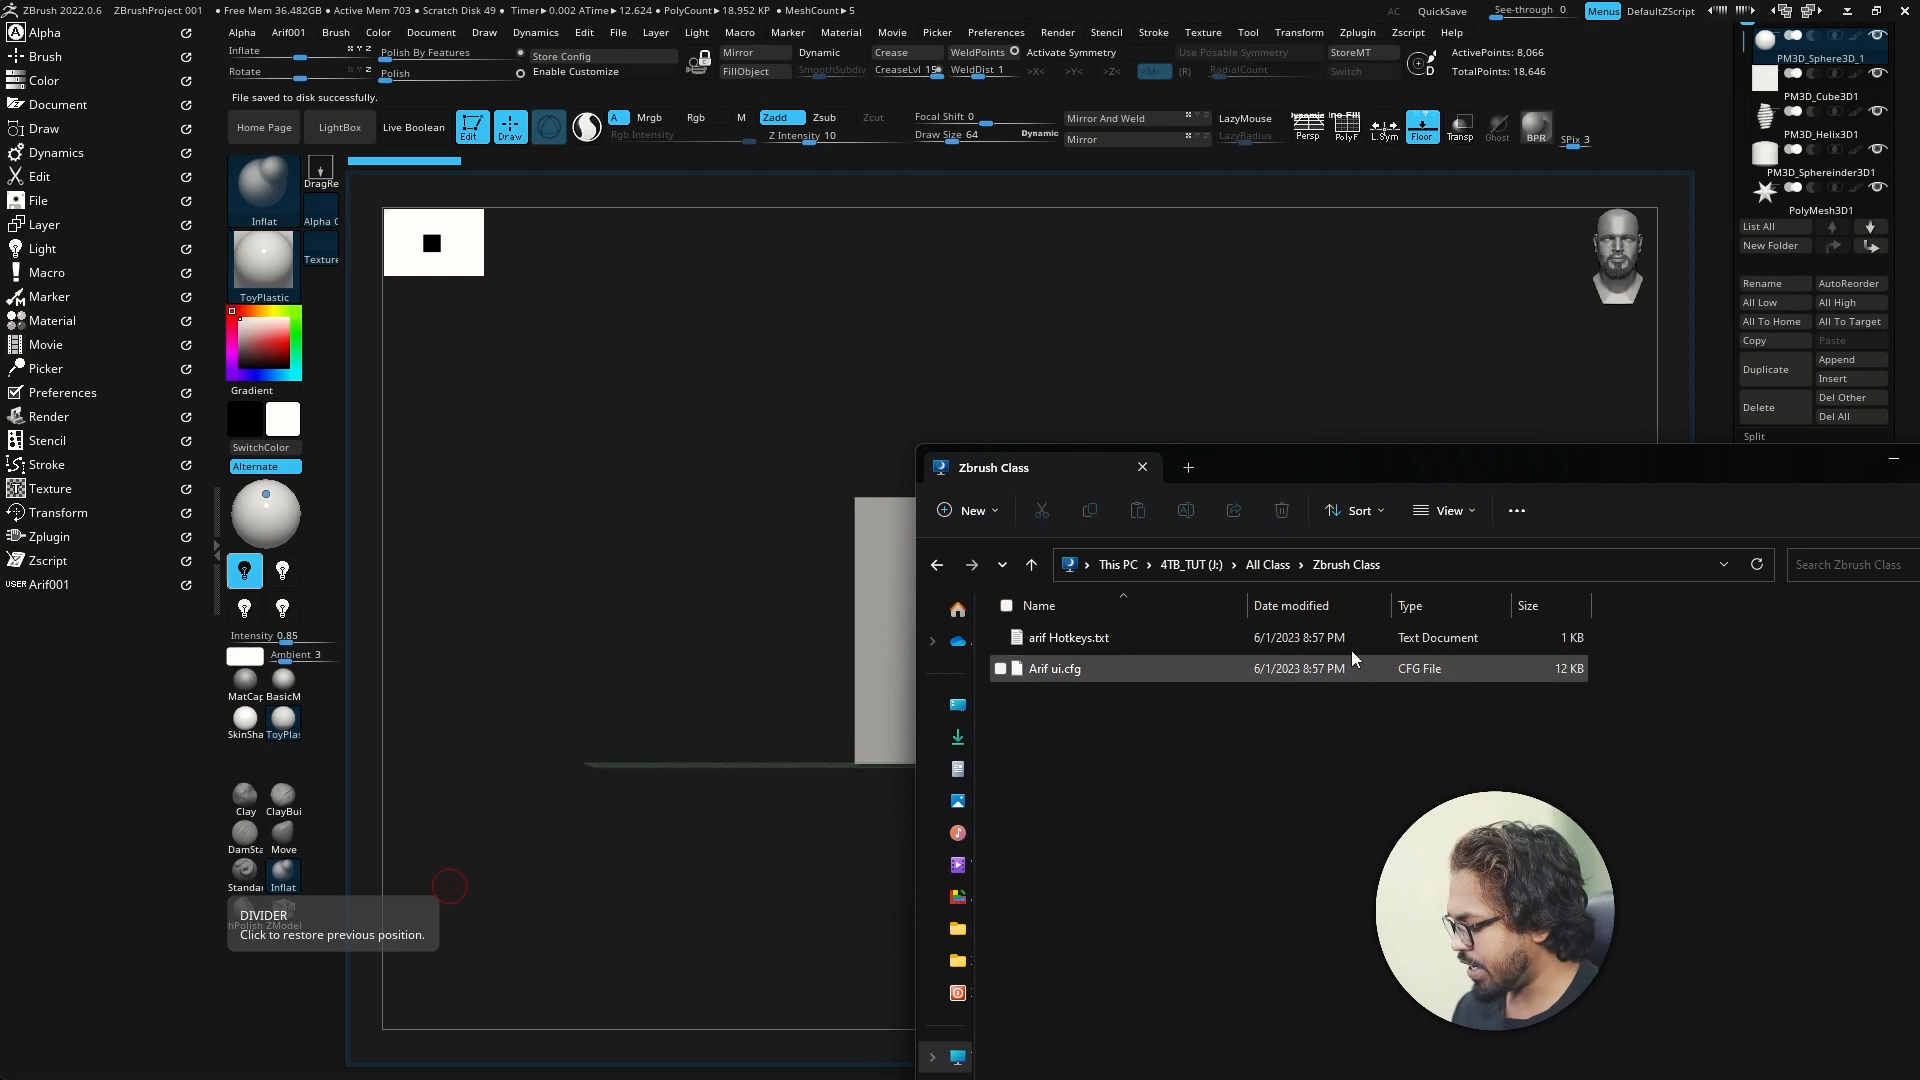 ZBrush 2022.0.6 ZBrushProject 001 • Free Mem 36.482GB • Active Mem 703 • Scratch Disk 49 • Timer▸0.002 ATime▸12.624 • PolyCount▸18.952 KP • MeshCount▸5 AC QuickSave See-through 0 Menus DefaultZScript
Alpha Arif001 Brush Color Document Draw Dynamics Edit File Layer Light Macro Marker Material Movie Picker Preferences Render Stencil Stroke Texture Tool Transform Zplugin Zscript Help
Inflate Polish By Features Store Config Mirror Dynamic Crease WeldPoints Activate Symmetry Use Posable Symmetry StoreMT ActivePoints: 8,066
Rotate Polish Enable Customize FillObject SmoothSubdiv CreaseLvl 15 WeldDist 1 >X< >Y< >Z< >M< (R) RadialCount Switch TotalPoints: 18,646
File saved to disk successfully.
Home Page LightBox Live Boolean Edit Draw A Mrgb Rgb M Zadd Zsub Zcut Focal Shift 0 Mirror And Weld LazyMouse
Rgb Intensity Z Intensity 10 Draw Size 64 Dynamic Mirror LazyRadius Persp PolyF L.Sym Floor Transp Ghost BPR SPix 3
Alpha
Brush
Color
Document
Draw
Dynamics
Edit
File
Layer
Light
Macro
Marker
Material
Movie
Picker
Preferences
Render
Stencil
Stroke
Texture
Transform
Zplugin
Zscript
USER Arif001
DragRe
Inflat Alpha O
Texture
ToyPlastic
Gradient
SwitchColor
Alternate
Intensity 0.85
Ambient 3
MatCap BasicM
SkinSha ToyPlas
Clay ClayBui
DamSta Move
Standar Inflat
hPolish ZModel
DIVIDER
Click to restore previous position.
PM3D_Sphere3D_1
PM3D_Cube3D1
PM3D_Helix3D1
PM3D_Sphereinder3D1
PolyMesh3D1
List All
New Folder
Rename AutoReorder
All Low All High
All To Home All To Target
Copy Paste
Duplicate Append
Insert
Delete Del Other
Del All
Split
Zbrush Class
New Sort View
This PC › 4TB_TUT (J:) › All Class › Zbrush Class Search Zbrush Class
Name Date modified Type Size
arif Hotkeys.txt 6/1/2023 8:57 PM Text Document 1 KB
Arif ui.cfg 6/1/2023 8:57 PM CFG File 12 KB